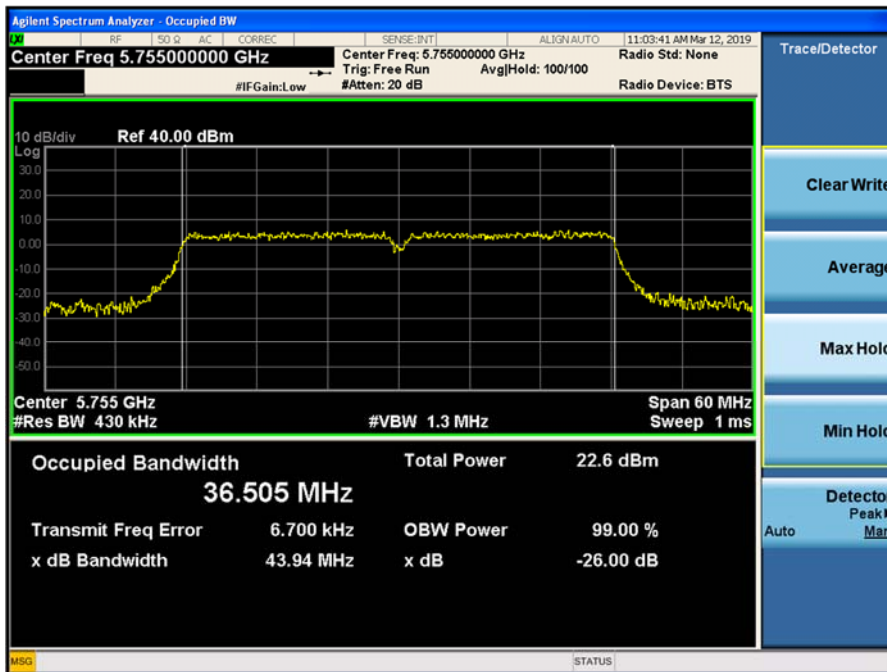 Agilent Spectrum Analyzer - Occupied BW
LXI RF 50 Ω AC CORREC SENSE:INT ALIGN AUTO 11:03:41 AM Mar 12, 2019
Center Freq 5.755000000 GHz
Center Freq: 5.755000000 GHz Radio Std: None
Trig: Free Run Avg|Hold: 100/100
#IFGain:Low #Atten: 20 dB Radio Device: BTS
Trace/Detector
10 dB/div Ref 40.00 dBm
Log
30.0
20.0
10.0
0.00
-10.0
-20.0
-30.0
-40.0
-50.0
Center 5.755 GHz Span 60 MHz
#Res BW 430 kHz #VBW 1.3 MHz Sweep 1 ms
Occupied Bandwidth Total Power 22.6 dBm
36.505 MHz
Transmit Freq Error 6.700 kHz OBW Power 99.00 %
x dB Bandwidth 43.94 MHz x dB -26.00 dB
Clear Write
Average
Max Hold
Min Hold
Detector
Peak
Auto Man
MSG STATUS